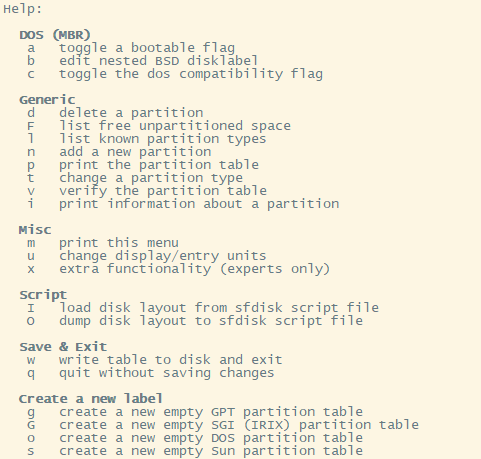 Help:
DOS (MBR)
a toggle a bootable flag
b edit nested BSD disklabel
c toggle the dos compatibility flag
Generic
d delete a partition
F list free unpartitioned space
l list known partition types
n add a new partition
p print the partition table
t change a partition type
v verify the partition table
i print information about a partition
Misc
m print this menu
u change display/entry units
x extra functionality (experts only)
Script
I load disk layout from sfdisk script file
O dump disk layout to sfdisk script file
Save & Exit
w write table to disk and exit
q quit without saving changes
Create a new label
g create a new empty GPT partition table
G create a new empty SGI (IRIX) partition table
o create a new empty DOS partition table
s create a new empty Sun partition table